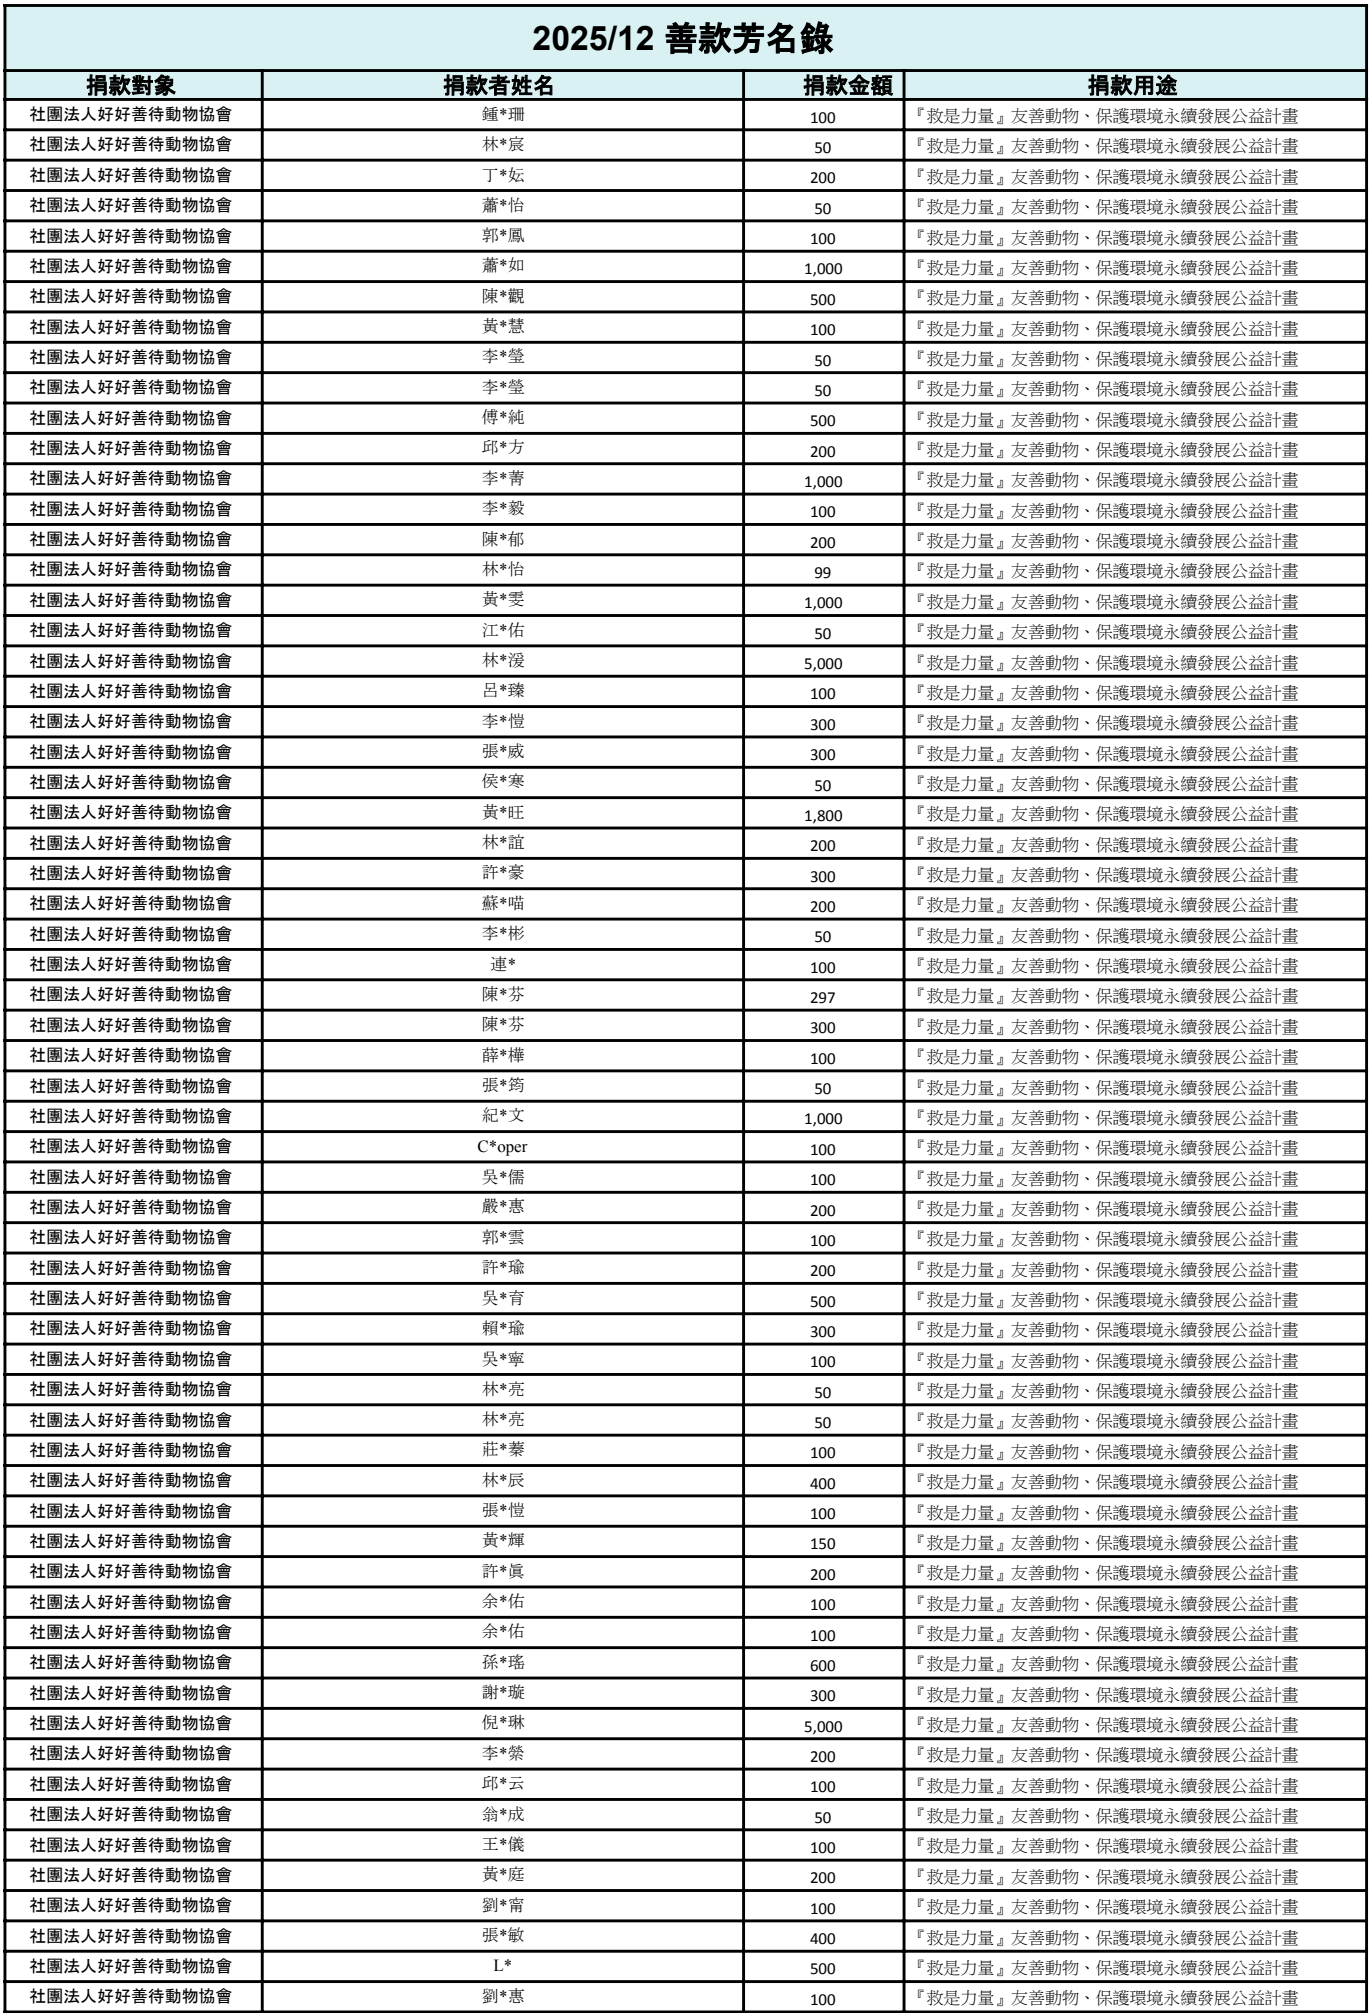 2025/12 善款芳名錄
捐款對象 捐款者姓名 捐款金額 捐款用途
社團法人好好善待動物協會 鍾*珊 100 『救是力量』友善動物、保護環境永續發展公益計畫
社團法人好好善待動物協會 林*宸 50 『救是力量』友善動物、保護環境永續發展公益計畫
社團法人好好善待動物協會 丁*妘 200 『救是力量』友善動物、保護環境永續發展公益計畫
社團法人好好善待動物協會 蕭*怡 50 『救是力量』友善動物、保護環境永續發展公益計畫
社團法人好好善待動物協會 郭*鳳 100 『救是力量』友善動物、保護環境永續發展公益計畫
社團法人好好善待動物協會 蕭*如 1,000 『救是力量』友善動物、保護環境永續發展公益計畫
社團法人好好善待動物協會 陳*觀 500 『救是力量』友善動物、保護環境永續發展公益計畫
社團法人好好善待動物協會 黃*慧 100 『救是力量』友善動物、保護環境永續發展公益計畫
社團法人好好善待動物協會 李*瑩 50 『救是力量』友善動物、保護環境永續發展公益計畫
社團法人好好善待動物協會 李*瑩 50 『救是力量』友善動物、保護環境永續發展公益計畫
社團法人好好善待動物協會 傅*純 500 『救是力量』友善動物、保護環境永續發展公益計畫
社團法人好好善待動物協會 邱*方 200 『救是力量』友善動物、保護環境永續發展公益計畫
社團法人好好善待動物協會 李*菁 1,000 『救是力量』友善動物、保護環境永續發展公益計畫
社團法人好好善待動物協會 李*毅 100 『救是力量』友善動物、保護環境永續發展公益計畫
社團法人好好善待動物協會 陳*郁 200 『救是力量』友善動物、保護環境永續發展公益計畫
社團法人好好善待動物協會 林*怡 99 『救是力量』友善動物、保護環境永續發展公益計畫
社團法人好好善待動物協會 黃*雯 1,000 『救是力量』友善動物、保護環境永續發展公益計畫
社團法人好好善待動物協會 江*佑 50 『救是力量』友善動物、保護環境永續發展公益計畫
社團法人好好善待動物協會 林*湲 5,000 『救是力量』友善動物、保護環境永續發展公益計畫
社團法人好好善待動物協會 呂*臻 100 『救是力量』友善動物、保護環境永續發展公益計畫
社團法人好好善待動物協會 李*愷 300 『救是力量』友善動物、保護環境永續發展公益計畫
社團法人好好善待動物協會 張*威 300 『救是力量』友善動物、保護環境永續發展公益計畫
社團法人好好善待動物協會 侯*寒 50 『救是力量』友善動物、保護環境永續發展公益計畫
社團法人好好善待動物協會 黃*旺 1,800 『救是力量』友善動物、保護環境永續發展公益計畫
社團法人好好善待動物協會 林*誼 200 『救是力量』友善動物、保護環境永續發展公益計畫
社團法人好好善待動物協會 許*豪 300 『救是力量』友善動物、保護環境永續發展公益計畫
社團法人好好善待動物協會 蘇*喵 200 『救是力量』友善動物、保護環境永續發展公益計畫
社團法人好好善待動物協會 李*彬 50 『救是力量』友善動物、保護環境永續發展公益計畫
社團法人好好善待動物協會 連* 100 『救是力量』友善動物、保護環境永續發展公益計畫
社團法人好好善待動物協會 陳*芬 297 『救是力量』友善動物、保護環境永續發展公益計畫
社團法人好好善待動物協會 陳*芬 300 『救是力量』友善動物、保護環境永續發展公益計畫
社團法人好好善待動物協會 薛*樺 100 『救是力量』友善動物、保護環境永續發展公益計畫
社團法人好好善待動物協會 張*筠 50 『救是力量』友善動物、保護環境永續發展公益計畫
社團法人好好善待動物協會 紀*文 1,000 『救是力量』友善動物、保護環境永續發展公益計畫
社團法人好好善待動物協會 C*oper 100 『救是力量』友善動物、保護環境永續發展公益計畫
社團法人好好善待動物協會 吳*儒 100 『救是力量』友善動物、保護環境永續發展公益計畫
社團法人好好善待動物協會 嚴*惠 200 『救是力量』友善動物、保護環境永續發展公益計畫
社團法人好好善待動物協會 郭*雲 100 『救是力量』友善動物、保護環境永續發展公益計畫
社團法人好好善待動物協會 許*瑜 200 『救是力量』友善動物、保護環境永續發展公益計畫
社團法人好好善待動物協會 吳*育 500 『救是力量』友善動物、保護環境永續發展公益計畫
社團法人好好善待動物協會 賴*瑜 300 『救是力量』友善動物、保護環境永續發展公益計畫
社團法人好好善待動物協會 吳*寧 100 『救是力量』友善動物、保護環境永續發展公益計畫
社團法人好好善待動物協會 林*亮 50 『救是力量』友善動物、保護環境永續發展公益計畫
社團法人好好善待動物協會 林*亮 50 『救是力量』友善動物、保護環境永續發展公益計畫
社團法人好好善待動物協會 莊*蓁 100 『救是力量』友善動物、保護環境永續發展公益計畫
社團法人好好善待動物協會 林*辰 400 『救是力量』友善動物、保護環境永續發展公益計畫
社團法人好好善待動物協會 張*愷 100 『救是力量』友善動物、保護環境永續發展公益計畫
社團法人好好善待動物協會 黃*輝 150 『救是力量』友善動物、保護環境永續發展公益計畫
社團法人好好善待動物協會 許*眞 200 『救是力量』友善動物、保護環境永續發展公益計畫
社團法人好好善待動物協會 余*佑 100 『救是力量』友善動物、保護環境永續發展公益計畫
社團法人好好善待動物協會 余*佑 100 『救是力量』友善動物、保護環境永續發展公益計畫
社團法人好好善待動物協會 孫*瑤 600 『救是力量』友善動物、保護環境永續發展公益計畫
社團法人好好善待動物協會 謝*璇 300 『救是力量』友善動物、保護環境永續發展公益計畫
社團法人好好善待動物協會 倪*琳 5,000 『救是力量』友善動物、保護環境永續發展公益計畫
社團法人好好善待動物協會 李*縈 200 『救是力量』友善動物、保護環境永續發展公益計畫
社團法人好好善待動物協會 邱*云 100 『救是力量』友善動物、保護環境永續發展公益計畫
社團法人好好善待動物協會 翁*成 50 『救是力量』友善動物、保護環境永續發展公益計畫
社團法人好好善待動物協會 王*儀 100 『救是力量』友善動物、保護環境永續發展公益計畫
社團法人好好善待動物協會 黃*庭 200 『救是力量』友善動物、保護環境永續發展公益計畫
社團法人好好善待動物協會 劉*甯 100 『救是力量』友善動物、保護環境永續發展公益計畫
社團法人好好善待動物協會 張*敏 400 『救是力量』友善動物、保護環境永續發展公益計畫
社團法人好好善待動物協會 L* 500 『救是力量』友善動物、保護環境永續發展公益計畫
社團法人好好善待動物協會 劉*惠 100 『救是力量』友善動物、保護環境永續發展公益計畫